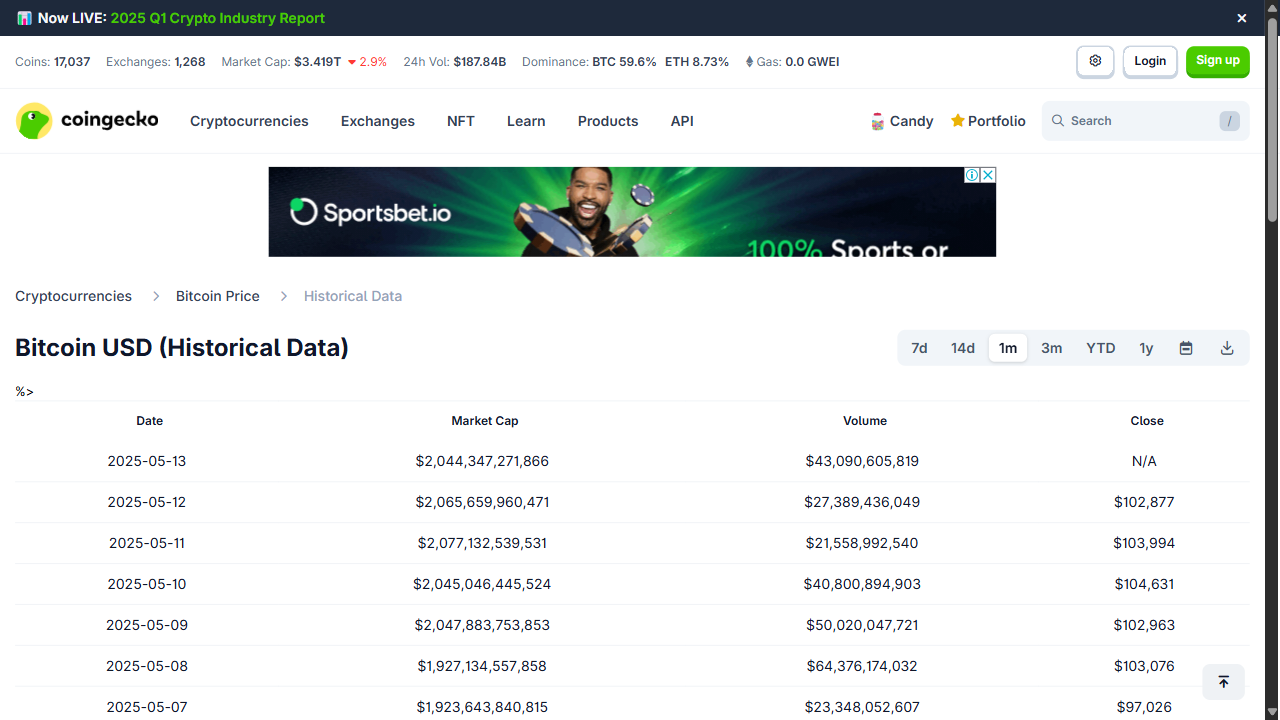 Now LIVE: 2025 Q1 Crypto Industry Report
Coins: 17,037 Exchanges: 1,268 Market Cap: $3.419T 2.9% 24h Vol: $187.84B Dominance: BTC 59.6% ETH 8.73% Gas: 0.0 GWEI
Login Sign up
coingecko Cryptocurrencies Exchanges NFT Learn Products API Candy Portfolio Search /
Sportsbet.io
100% Sports or
Cryptocurrencies Bitcoin Price Historical Data
Bitcoin USD (Historical Data)
7d 14d 1m 3m YTD 1y
%>
Date Market Cap Volume Close
2025-05-13 $2,044,347,271,866 $43,090,605,819 N/A
2025-05-12 $2,065,659,960,471 $27,389,436,049 $102,877
2025-05-11 $2,077,132,539,531 $21,558,992,540 $103,994
2025-05-10 $2,045,046,445,524 $40,800,894,903 $104,631
2025-05-09 $2,047,883,753,853 $50,020,047,721 $102,963
2025-05-08 $1,927,134,557,858 $64,376,174,032 $103,076
2025-05-07 $1,923,643,840,815 $23,348,052,607 $97,026